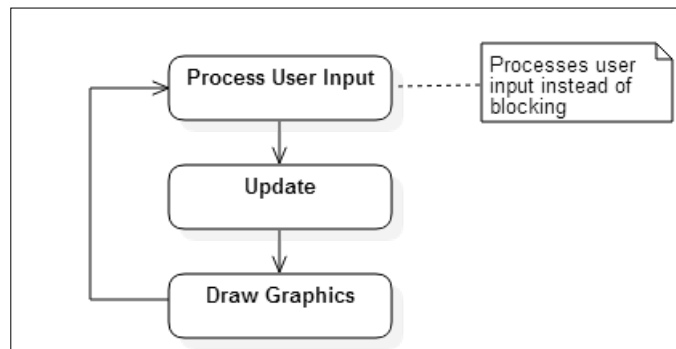 Process User Input
Processes user
input instead of
blocking
Update
Draw Graphics